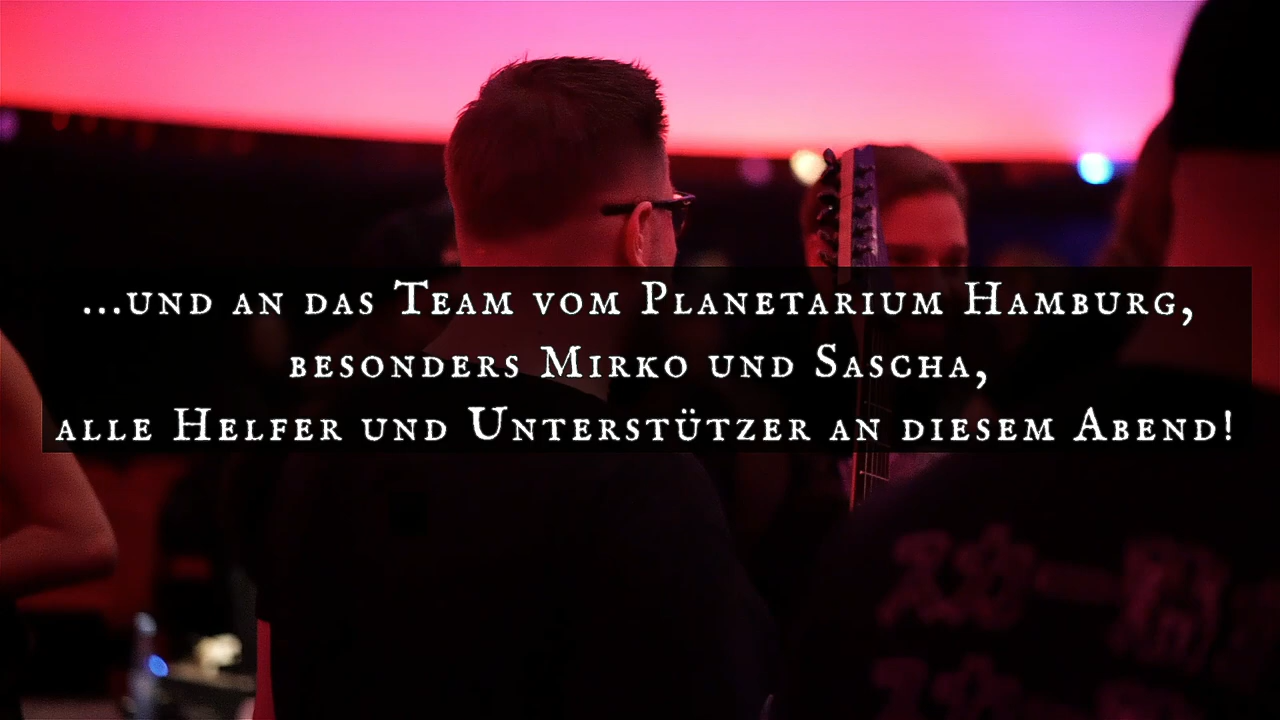 ...und an das Team vom Planetarium Hamburg,
besonders Mirko und Sascha,
alle Helfer und Unterstützer an diesem Abend!